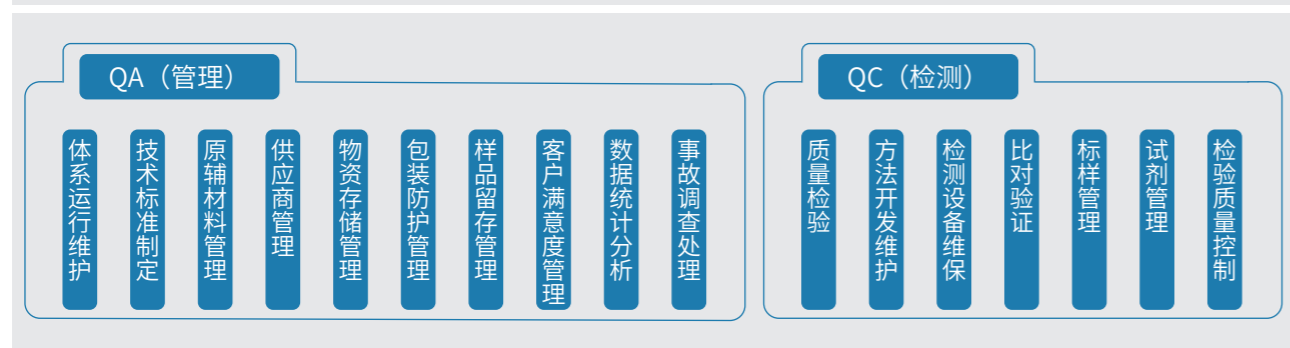 QA（管理）
体系运行维护
技术标准制定
原辅材料管理
供应商管理
物资存储管理
包装防护管理
样品留存管理
客户满意度管理
数据统计分析
事故调查处理
QC（检测）
质量检验
方法开发维护
检测设备维保
比对验证
标样管理
试剂管理
检验质量控制